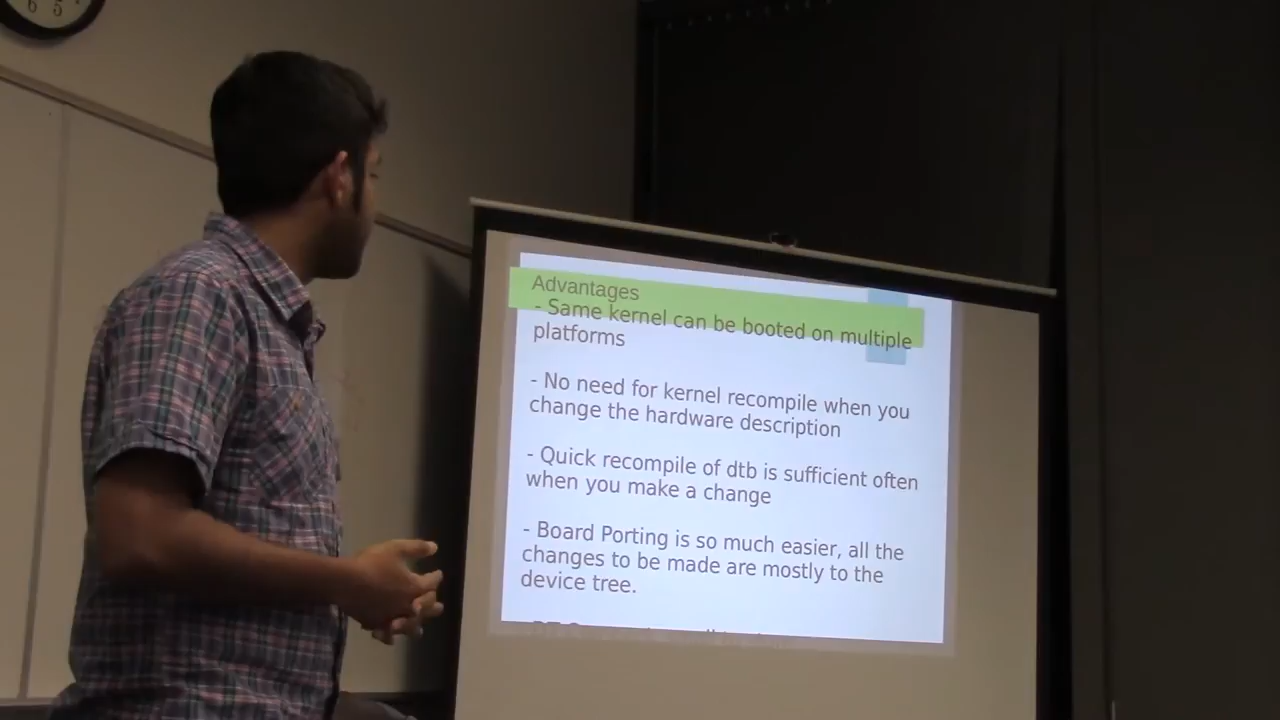 6 5
Advantages
- Same kernel can be booted on multiple
platforms
- No need for kernel recompile when you
change the hardware description
- Quick recompile of dtb is sufficient often
when you make a change
- Board Porting is so much easier, all the
changes to be made are mostly to the
device tree.